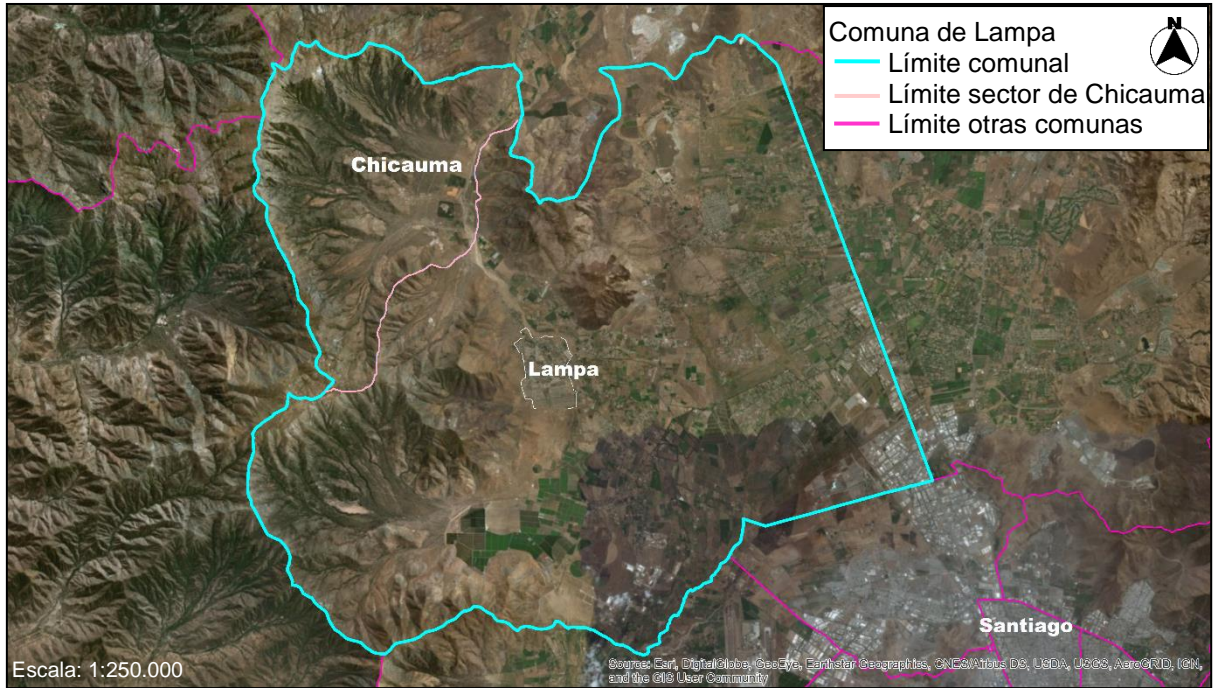 Comuna de Lampa
N
Límite comunal
Límite sector de Chicauma
Límite otras comunas
Chicauma
Lampa
Santiago
Escala: 1:250.000
Source: Esri, DigitalGlobe, GeoEye, Earthstar Geographics, CNES/Airbus DS, USDA, USGS, AeroGRID, IGN,
and the GIS User Community